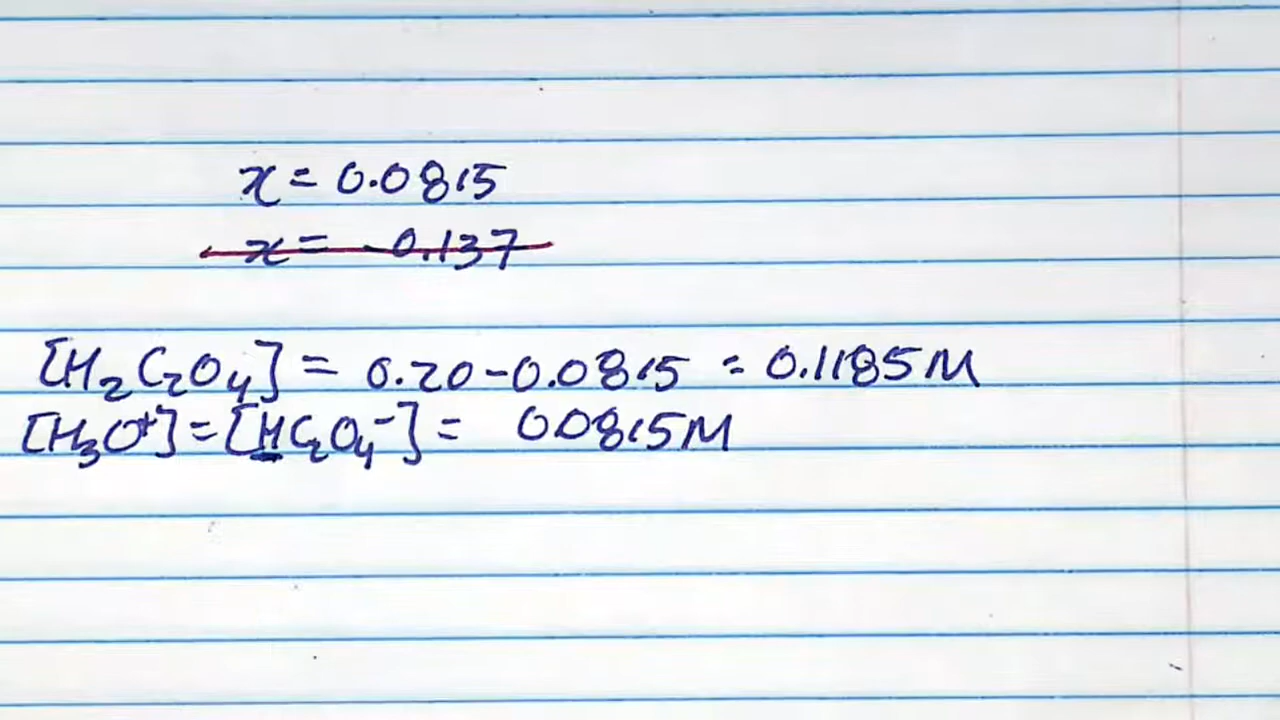 x = 0.0815
x = -0.137
[H₂C₂O₄] = 0.20-0.0815 = 0.1185M
[H₃O⁺] = [HC₂O₄⁻] = 0.0815M